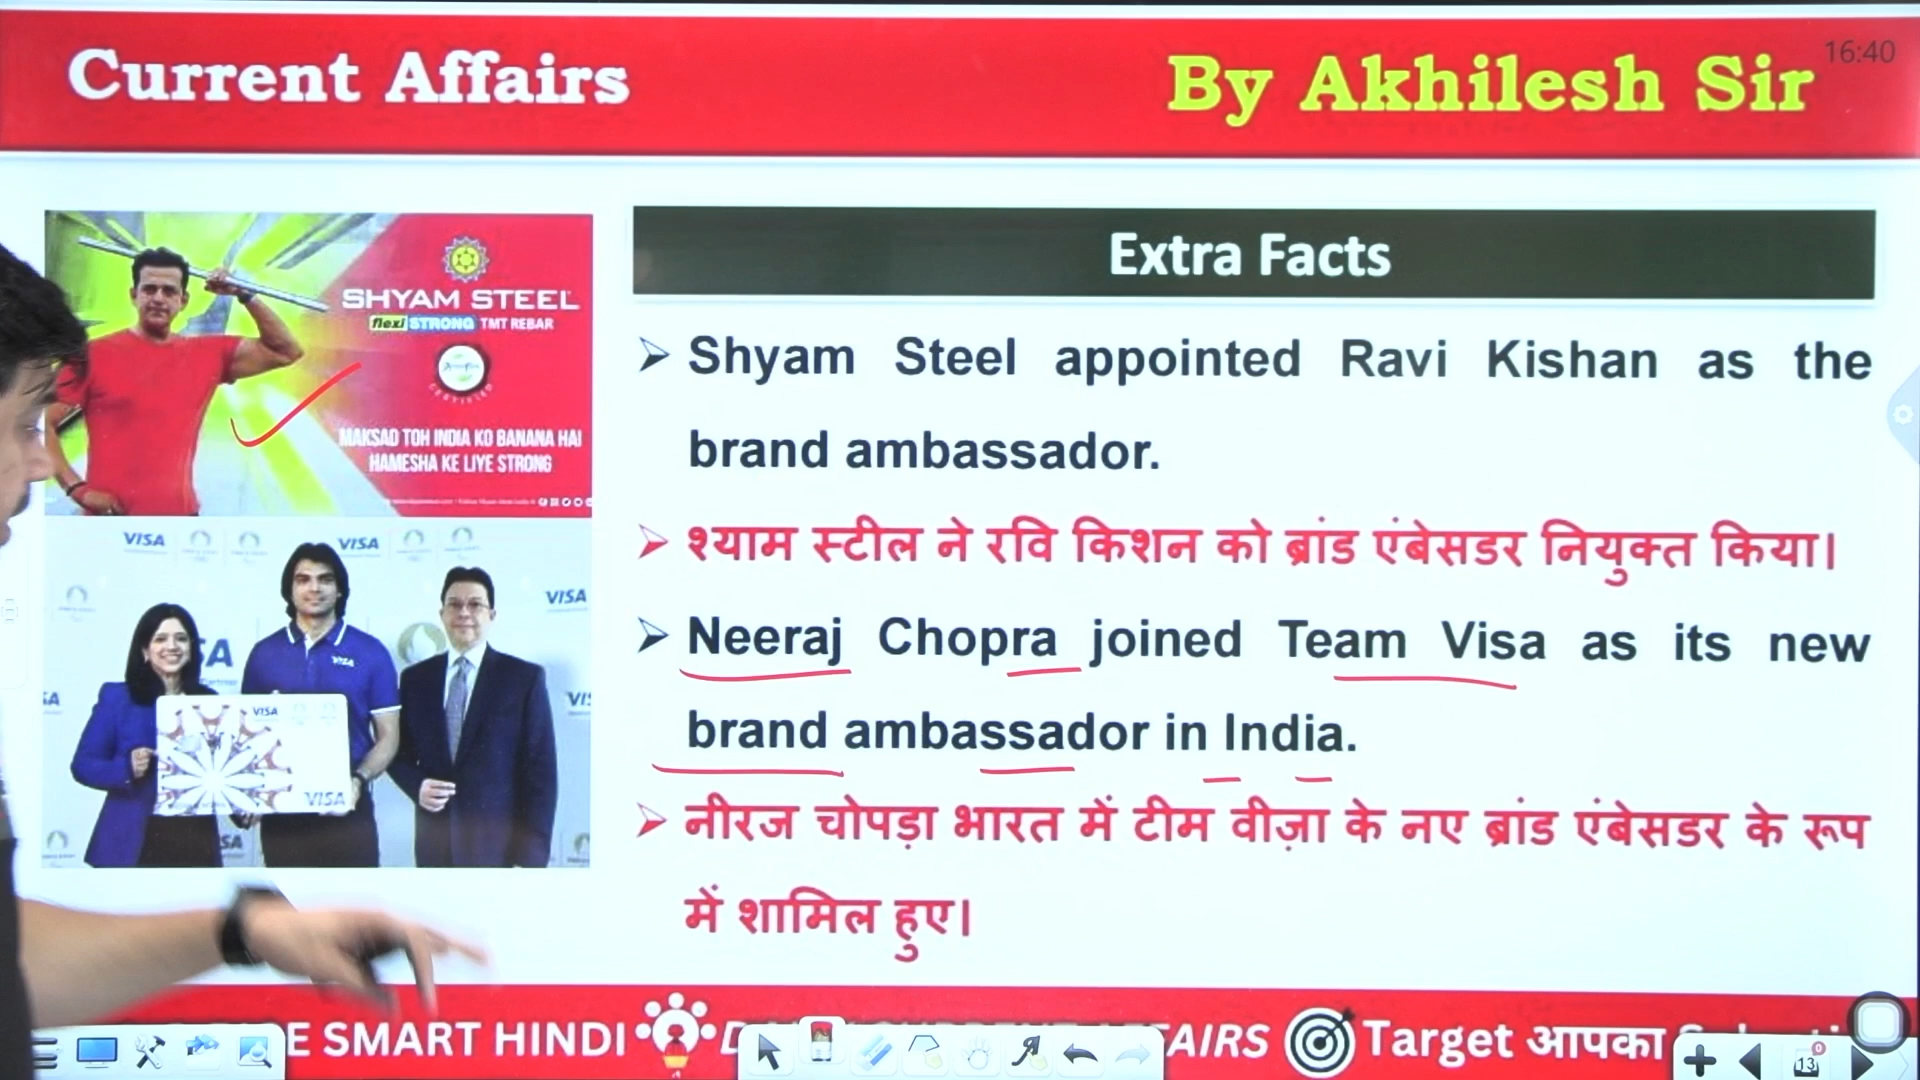 Current Affairs
By Akhilesh Sir
16:40
SHYAM STEEL
flexi STRONG TMT REBAR
MAKSAD TOH INDIA KO BANANA HAI
HAMESHA KE LIYE STRONG
VISA
VISA
VISA
VISA
VISA
VISA
Extra Facts
Shyam Steel appointed Ravi Kishan as the
brand ambassador.
श्याम स्टील ने रवि किशन को ब्रांड एंबेसडर नियुक्त किया।
Neeraj Chopra joined Team Visa as its new
brand ambassador in India.
नीरज चोपड़ा भारत में टीम वीज़ा के नए ब्रांड एंबेसडर के रूप
में शामिल हुए।
SMART HINDI
Target आपका
13
0